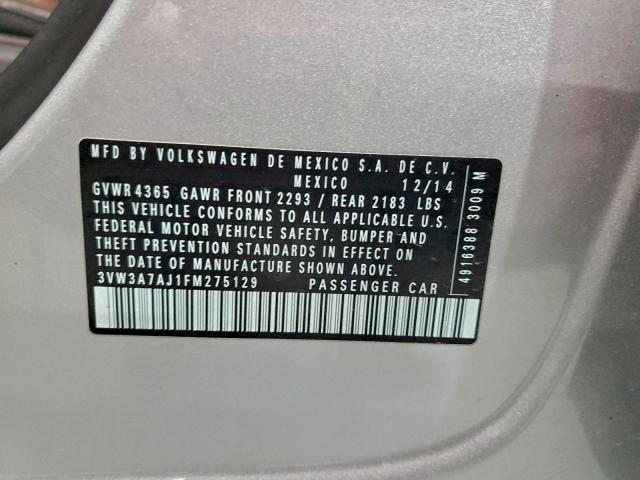 MFD BY VOLKSWAGEN DE MEXICO S.A. DE C.V.
MEXICO 12/14
GVWR 4365 GAWR FRONT 2293 / REAR 2183 LBS
THIS VEHICLE CONFORMS TO ALL APPLICABLE U.S.
FEDERAL MOTOR VEHICLE SAFETY, BUMPER AND
THEFT PREVENTION STANDARDS IN EFFECT ON
THE DATE OF MANUFACTURE SHOWN ABOVE.
3VW3A7AJ1FM275129 PASSENGER CAR
4916388 3009 M